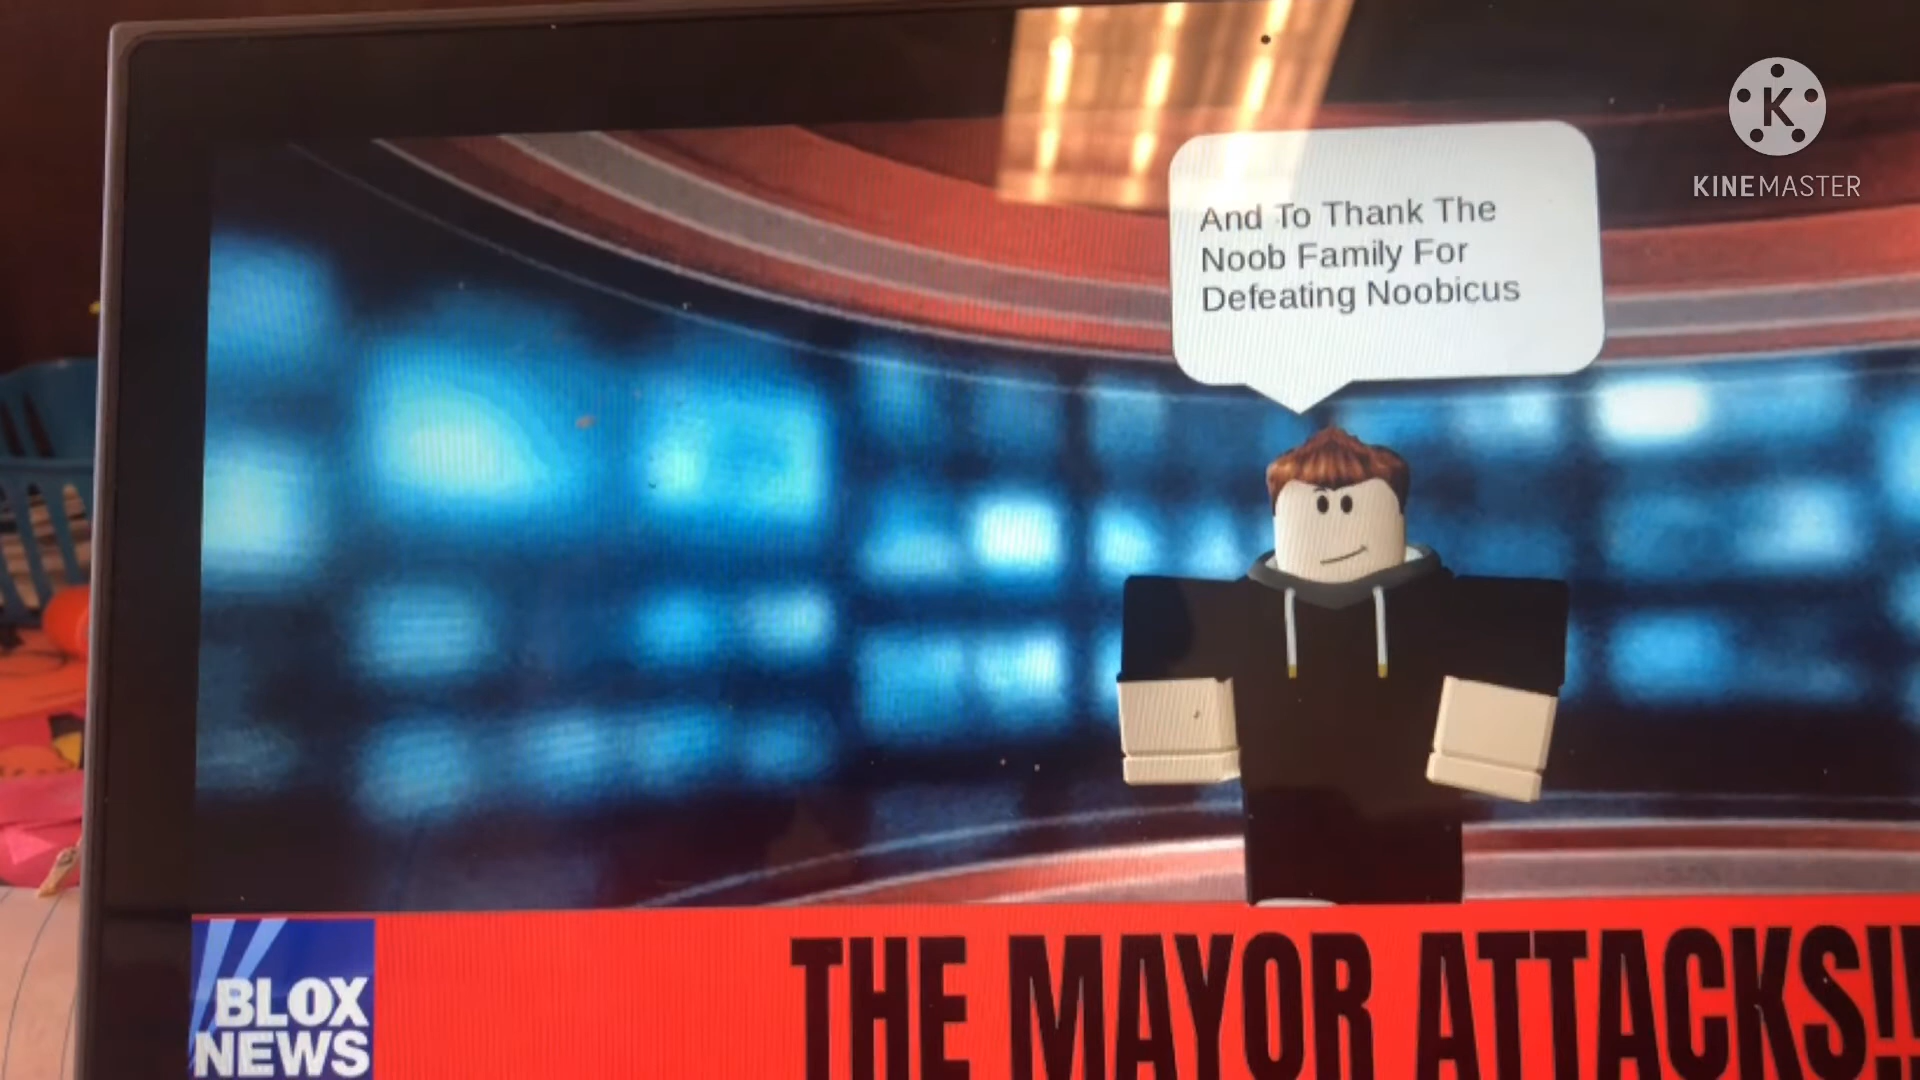 K
KINEMASTER
And To Thank The
Noob Family For
Defeating Noobicus
BLOX
NEWS
THE MAYOR ATTACKS!!